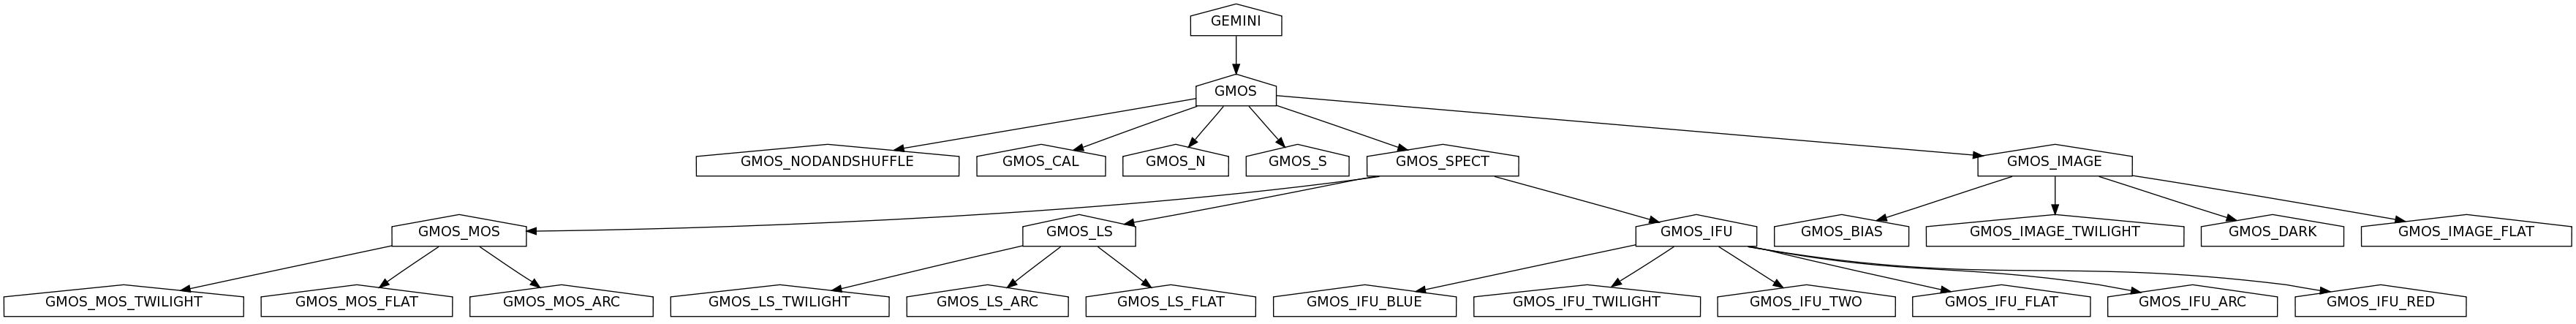 GEMINI
GMOS
GMOS_NODANDSHUFFLE
GMOS_CAL
GMOS_N
GMOS_S
GMOS_SPECT
GMOS_IMAGE
GMOS_MOS
GMOS_LS
GMOS_IFU
GMOS_BIAS
GMOS_IMAGE_TWILIGHT
GMOS_DARK
GMOS_IMAGE_FLAT
GMOS_MOS_TWILIGHT
GMOS_MOS_FLAT
GMOS_MOS_ARC
GMOS_LS_TWILIGHT
GMOS_LS_ARC
GMOS_LS_FLAT
GMOS_IFU_BLUE
GMOS_IFU_TWILIGHT
GMOS_IFU_TWO
GMOS_IFU_FLAT
GMOS_IFU_ARC
GMOS_IFU_RED